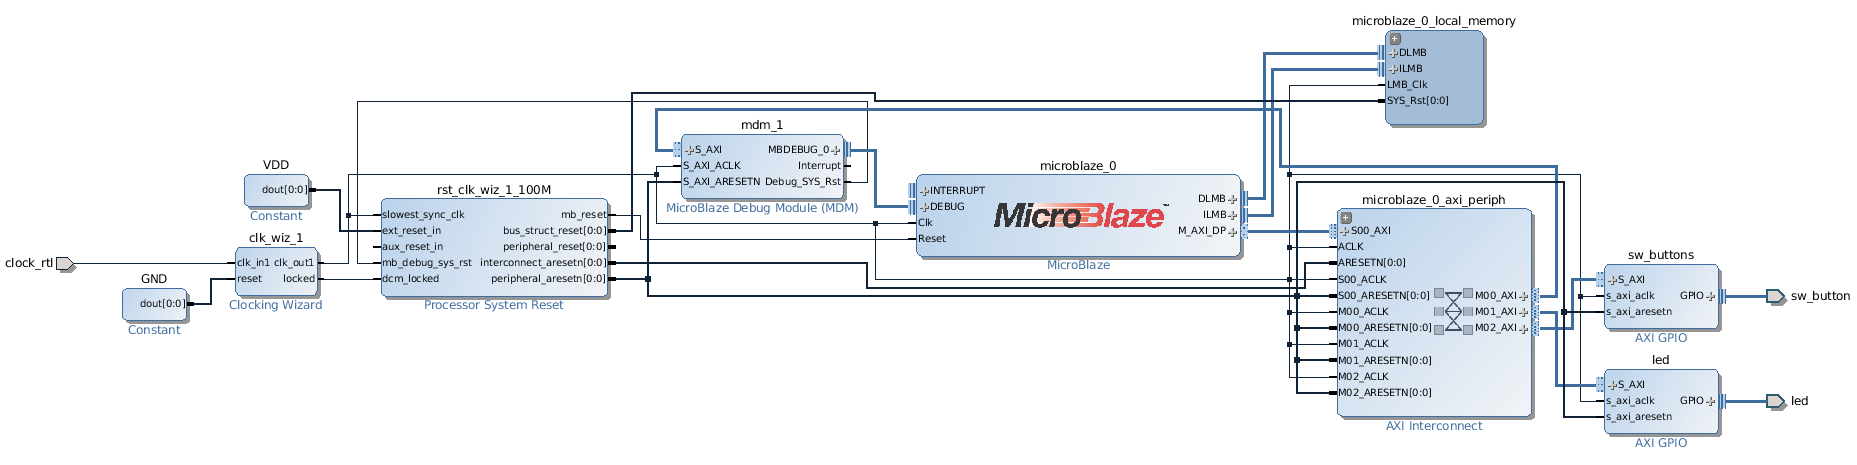 microblaze_0_local_memory
DLMB
ILMB
LMB_Clk
SYS_Rst[0:0]
mdm_1
S_AXI
MBDEBUG_0
S_AXI_ACLK
Interrupt
S_AXI_ARESETN
Debug_SYS_Rst
MicroBlaze Debug Module (MDM)
VDD
dout[0:0]
Constant
rst_clk_wiz_1_100M
slowest_sync_clk
mb_reset
ext_reset_in
bus_struct_reset[0:0]
aux_reset_in
peripheral_reset[0:0]
mb_debug_sys_rst
interconnect_aresetn[0:0]
dcm_locked
peripheral_aresetn[0:0]
Processor System Reset
clk_wiz_1
clk_in1
clk_out1
reset
locked
Clocking Wizard
clock_rtl
GND
dout[0:0]
Constant
microblaze_0
INTERRUPT
DEBUG
Clk
Reset
MicroBlaze™
DLMB
ILMB
M_AXI_DP
MicroBlaze
microblaze_0_axi_periph
S00_AXI
ACLK
ARESETN[0:0]
S00_ACLK
S00_ARESETN[0:0]
M00_ACLK
M00_ARESETN[0:0]
M01_ACLK
M01_ARESETN[0:0]
M02_ACLK
M02_ARESETN[0:0]
M00_AXI
M01_AXI
M02_AXI
AXI Interconnect
sw_buttons
S_AXI
s_axi_aclk
s_axi_aresetn
GPIO
AXI GPIO
sw_button
led
S_AXI
s_axi_aclk
s_axi_aresetn
GPIO
AXI GPIO
led